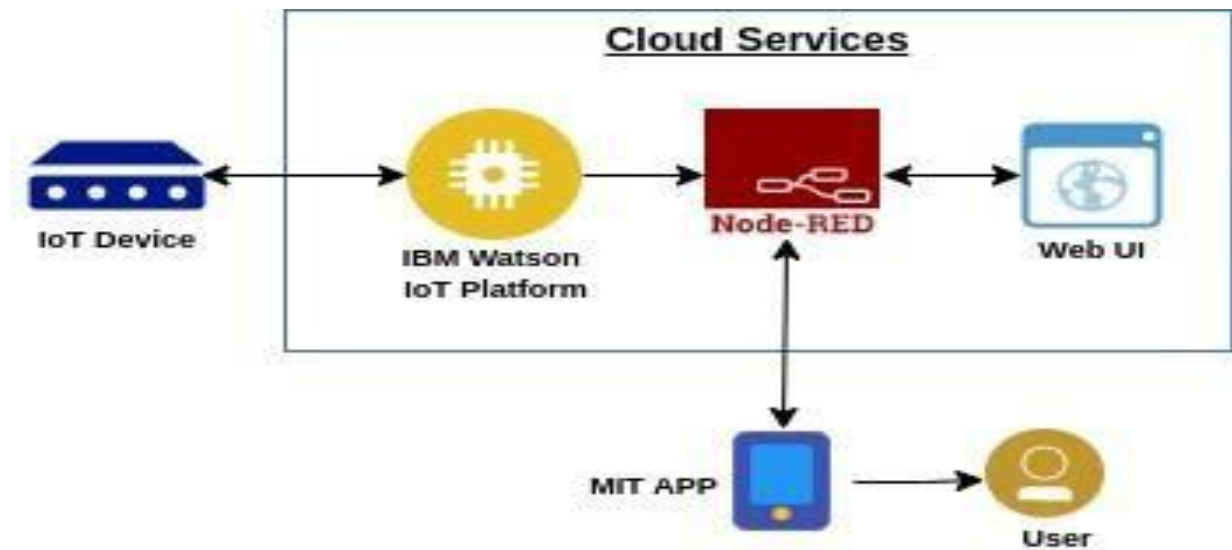 Cloud Services
IoT Device
IBM Watson
IoT Platform
Node-RED
Web UI
MIT APP
User